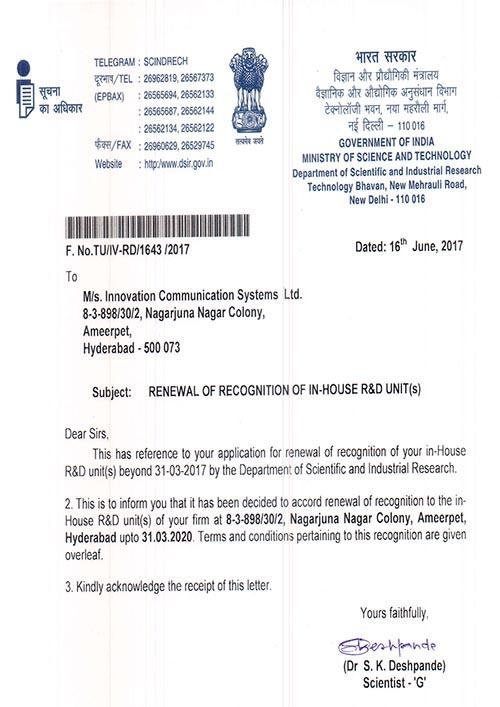 सूचना
का अधिकार
TELEGRAM : SCINDRECH
दूरभाष/TEL : 26962819, 26567373
(EPBAX) : 26565694, 26562133
: 26565687, 26562144
: 26562134, 26562122
फैक्स/FAX : 26960629, 26529745
Website : http:/www.dsir.gov.in
सत्यमेव जयते
भारत सरकार
विज्ञान और प्रौद्योगिकी मंत्रालय
वैज्ञानिक और औद्योगिक अनुसंधान विभाग
टेक्नोलॉजी भवन, नया महरौली मार्ग,
नई दिल्ली – 110 016
GOVERNMENT OF INDIA
MINISTRY OF SCIENCE AND TECHNOLOGY
Department of Scientific and Industrial Research
Technology Bhavan, New Mehrauli Road,
New Delhi - 110 016
F. No.TU/IV-RD/1643 /2017
Dated: 16th June, 2017
To
M/s. Innovation Communication Systems Ltd.
8-3-898/30/2, Nagarjuna Nagar Colony,
Ameerpet,
Hyderabad - 500 073
Subject: RENEWAL OF RECOGNITION OF IN-HOUSE R&D UNIT(s)
Dear Sirs,
This has reference to your application for renewal of recognition of your in-House
R&D unit(s) beyond 31-03-2017 by the Department of Scientific and Industrial Research.
2. This is to inform you that it has been decided to accord renewal of recognition to the in-
House R&D unit(s) of your firm at 8-3-898/30/2, Nagarjuna Nagar Colony, Ameerpet,
Hyderabad upto 31.03.2020. Terms and conditions pertaining to this recognition are given
overleaf.
3. Kindly acknowledge the receipt of this letter.
Yours faithfully,
SKDeshpande
(Dr S. K. Deshpande)
Scientist - 'G'